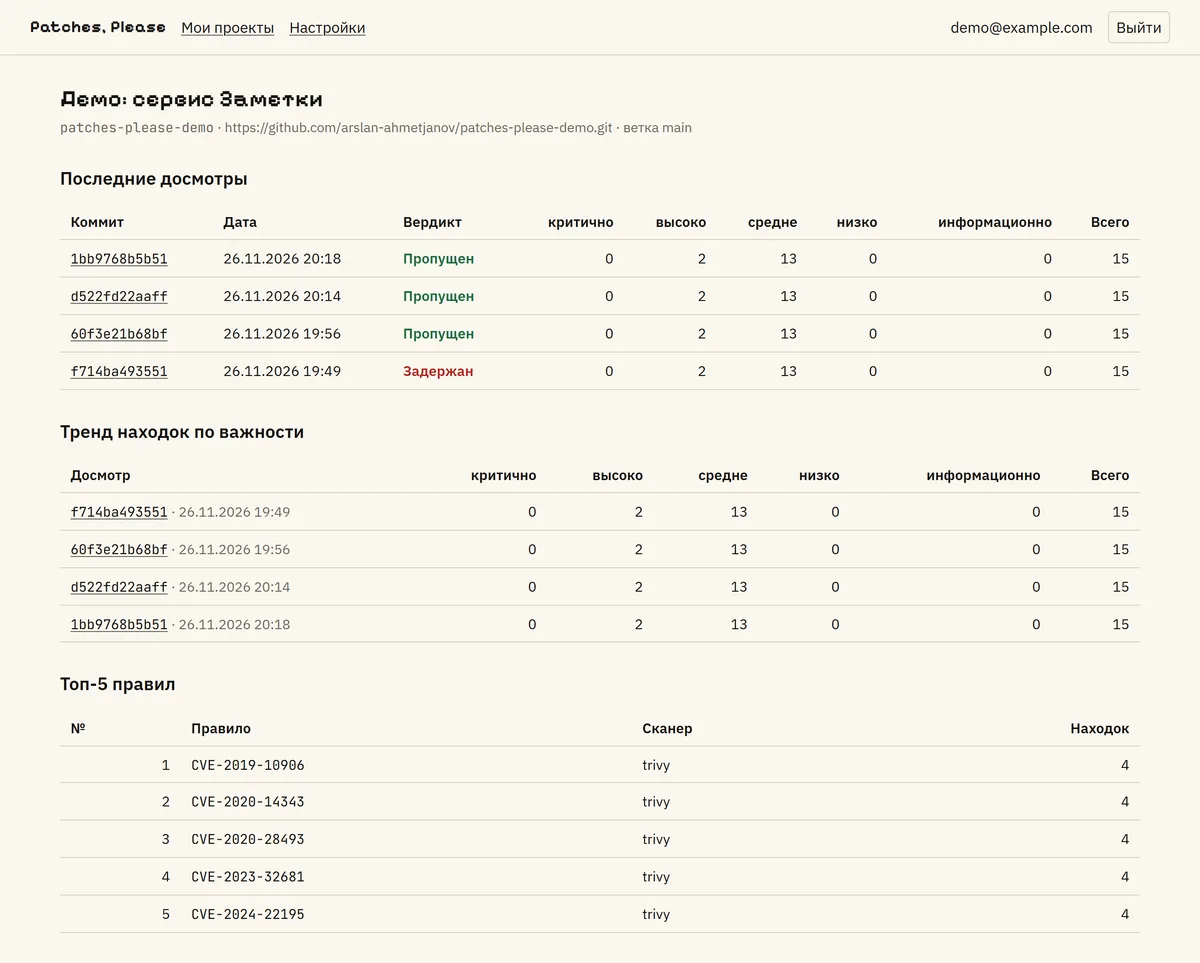 Patches, Please Мои проекты Настройки demo@example.com Выйти
Демо: сервис Заметки
patches-please-demo · https://github.com/arslan-ahmetjanov/patches-please-demo.git · ветка main
Последние досмотры
Коммит Дата Вердикт критично высоко средне низко информационно Всего
1bb9768b5b51 26.11.2026 20:18 Пропущен 0 2 13 0 0 15
d522fd22aaff 26.11.2026 20:14 Пропущен 0 2 13 0 0 15
60f3e21b68bf 26.11.2026 19:56 Пропущен 0 2 13 0 0 15
f714ba493551 26.11.2026 19:49 Задержан 0 2 13 0 0 15
Тренд находок по важности
Досмотр критично высоко средне низко информационно Всего
f714ba493551 · 26.11.2026 19:49 0 2 13 0 0 15
60f3e21b68bf · 26.11.2026 19:56 0 2 13 0 0 15
d522fd22aaff · 26.11.2026 20:14 0 2 13 0 0 15
1bb9768b5b51 · 26.11.2026 20:18 0 2 13 0 0 15
Топ-5 правил
№ Правило Сканер Находок
1 CVE-2019-10906 trivy 4
2 CVE-2020-14343 trivy 4
3 CVE-2020-28493 trivy 4
4 CVE-2023-32681 trivy 4
5 CVE-2024-22195 trivy 4